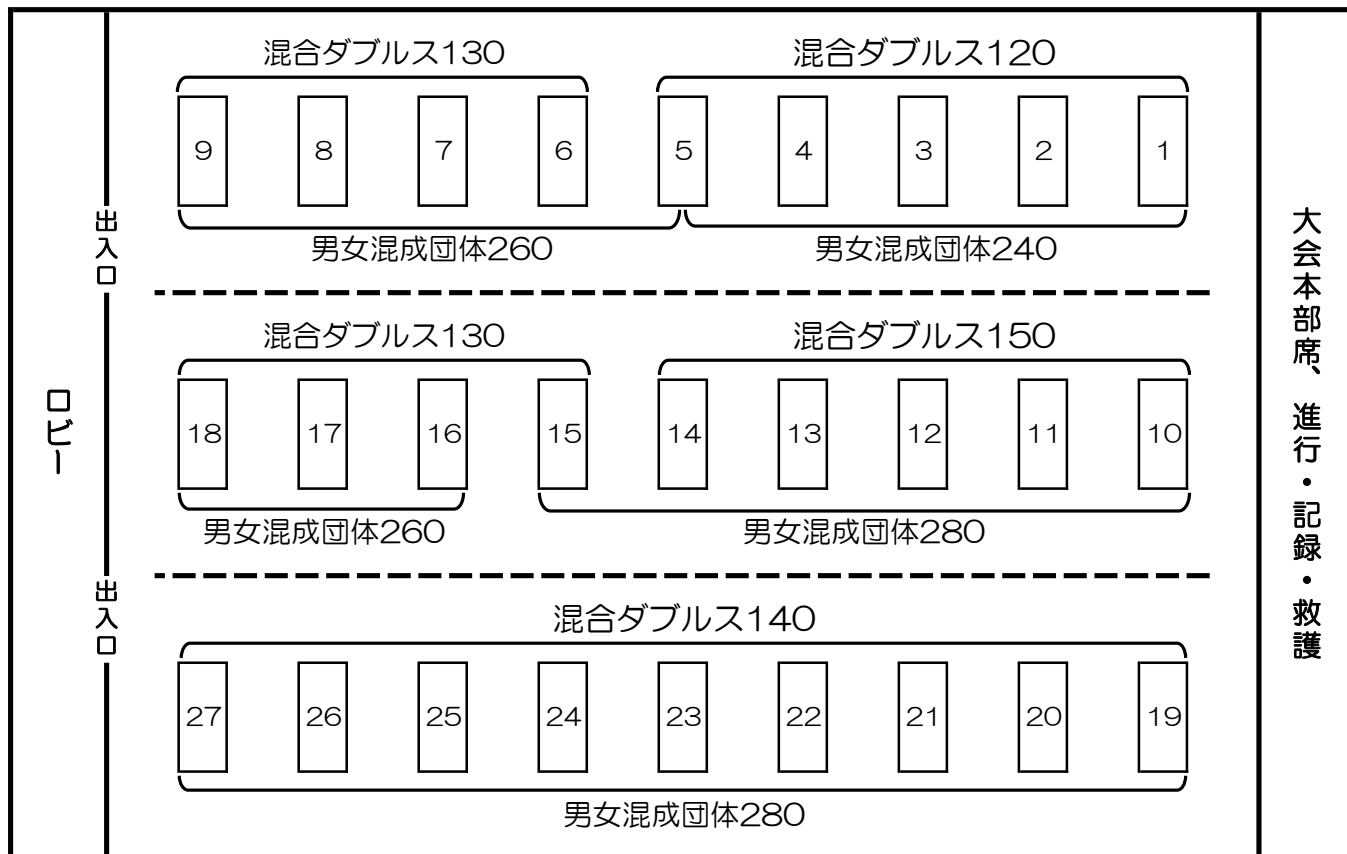 混合ダブルス130
混合ダブルス120
9 8 7 6 5 4 3 2 1
男女混成団体260
男女混成団体240
混合ダブルス130
混合ダブルス150
18 17 16 15 14 13 12 11 10
男女混成団体260
男女混成団体280
混合ダブルス140
27 26 25 24 23 22 21 20 19
男女混成団体280
ロビー
出入口
出入口
大会本部席、進行・記録・救護